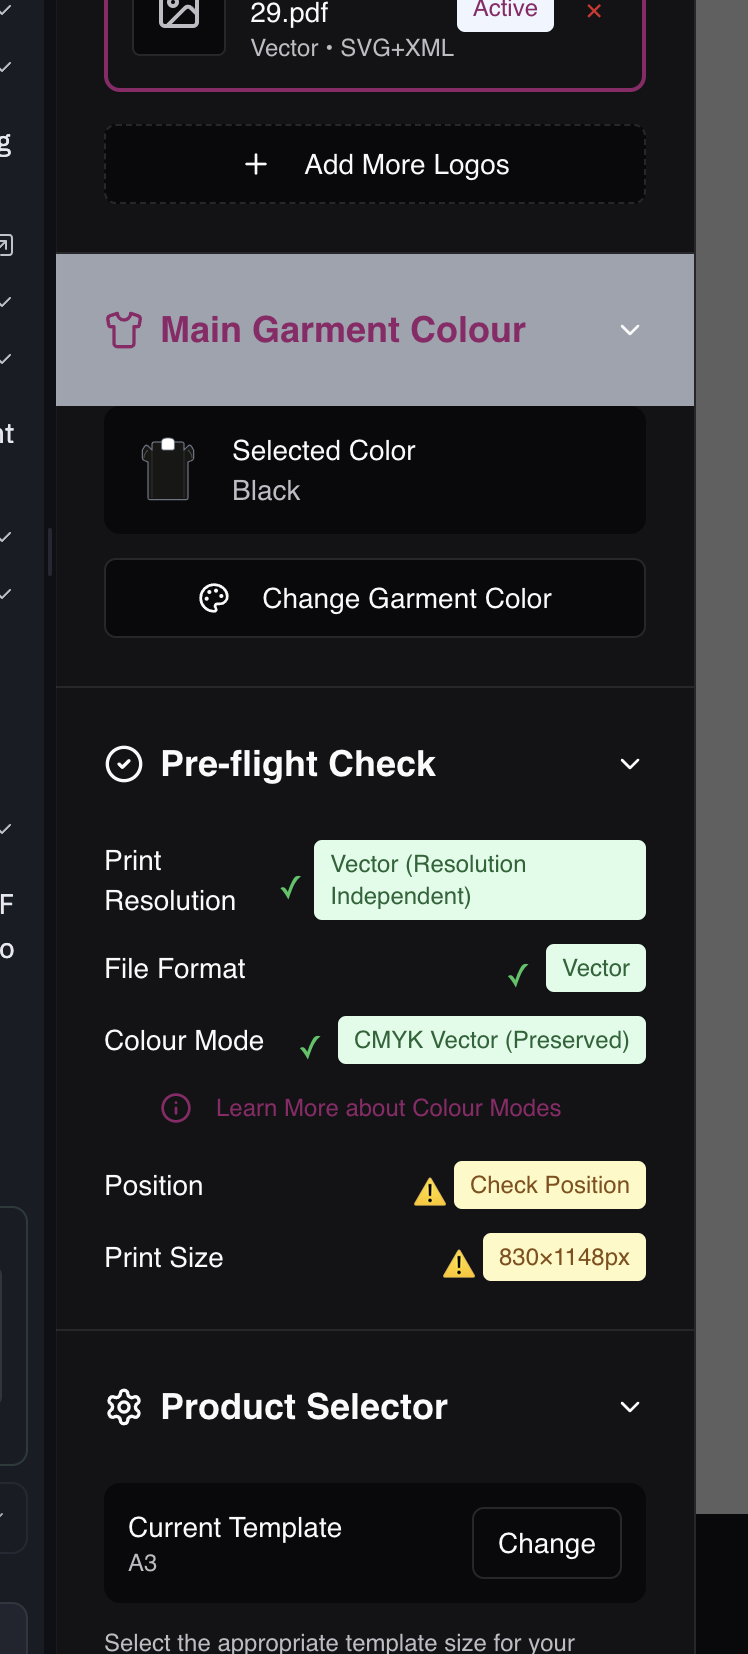 29.pdf
Active
Vector • SVG+XML
Add More Logos
g
Main Garment Colour
nt
Selected Color
Black
Change Garment Color
Pre-flight Check
Print
Resolution
Vector (Resolution
Independent)
F
o
File Format
Vector
Colour Mode
CMYK Vector (Preserved)
Learn More about Colour Modes
Position
Check Position
Print Size
830×1148px
Product Selector
Current Template
A3
Change
Select the appropriate template size for your